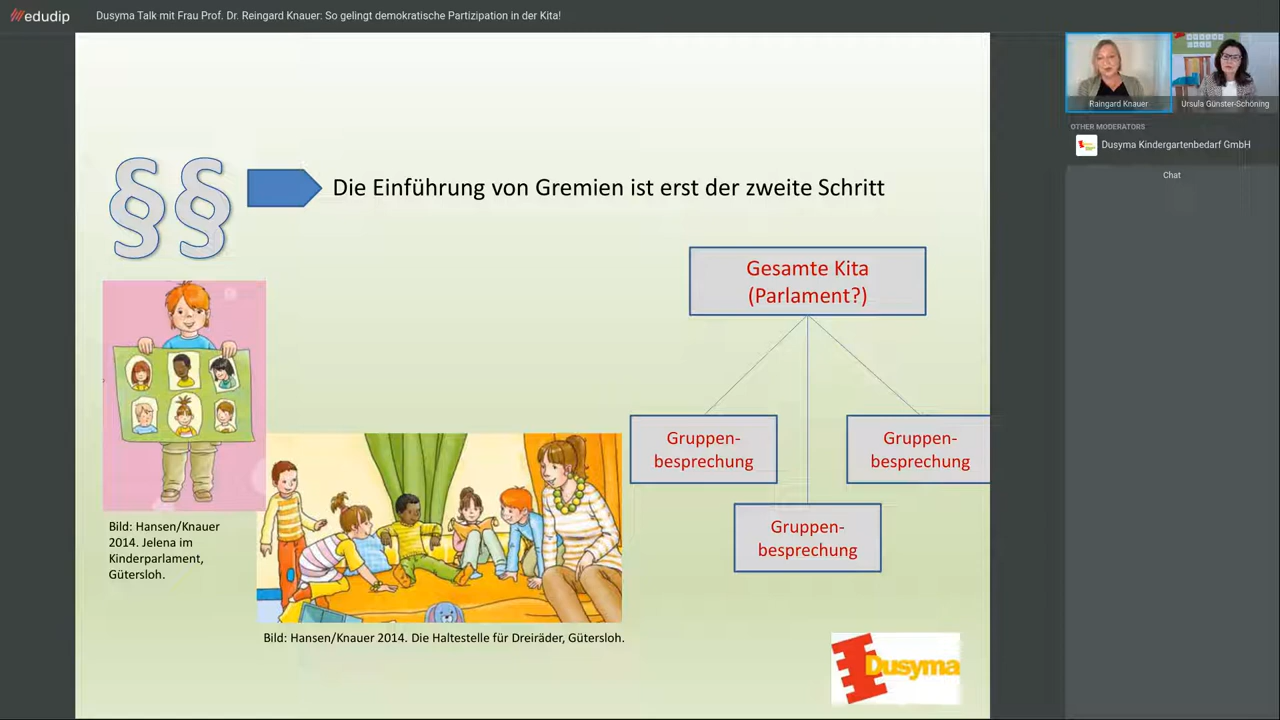 edudip
Dusyma Talk mit Frau Prof. Dr. Reingard Knauer: So gelingt demokratische Partizipation in der Kita!
§§
Die Einführung von Gremien ist erst der zweite Schritt
Gesamte Kita
(Parlament?)
Gruppen-
besprechung
Gruppen-
besprechung
Gruppen-
besprechung
Bild: Hansen/Knauer
2014. Jelena im
Kinderparlament,
Gütersloh.
Bild: Hansen/Knauer 2014. Die Haltestelle für Dreiräder, Gütersloh.
Dusyma
Raingard Knauer
Ursula Günster-Schöning
OTHER MODERATORS
Dusyma Kindergartenbedarf GmbH
Chat